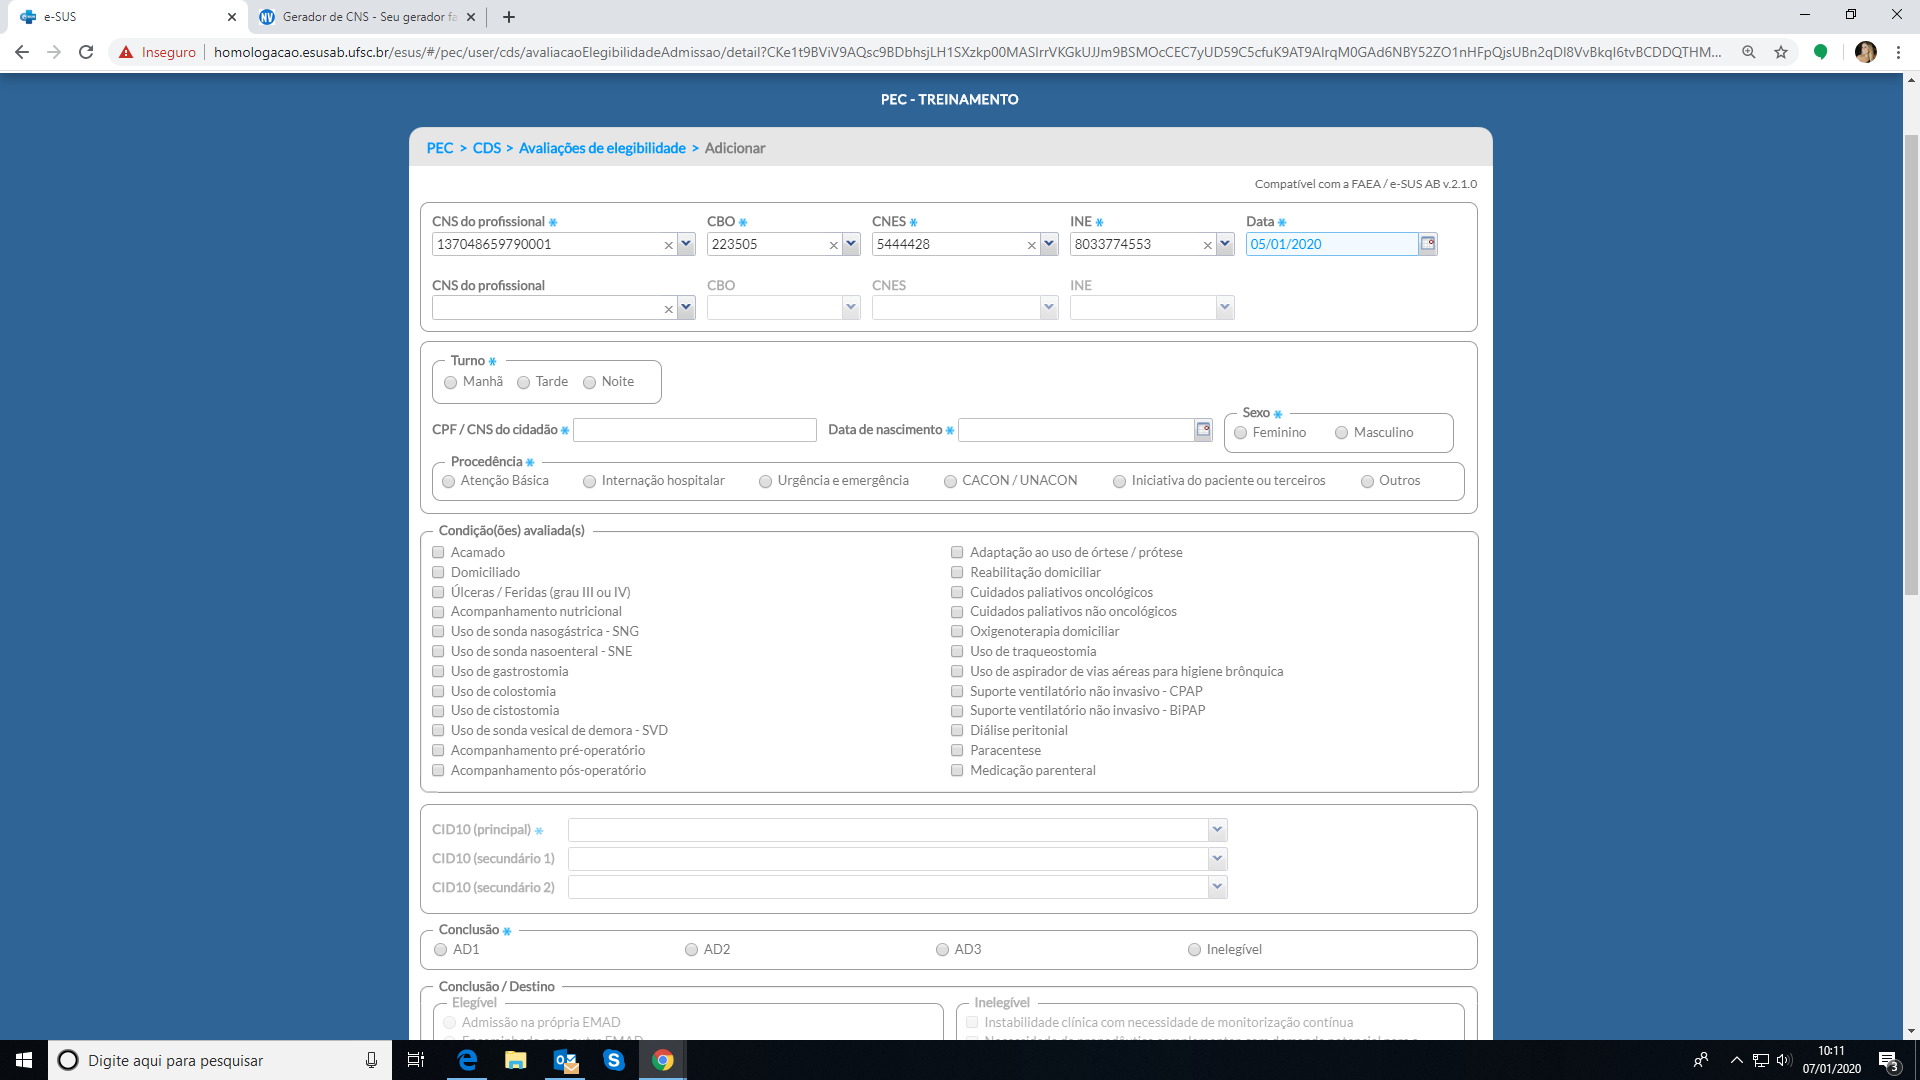 e-SUS
Gerador de CNS - Seu gerador fa
Inseguro
homologacao.esusab.ufsc.br/esus/#/pec/user/cds/avaliacaoElegibilidadeAdmissao/detail?
PEC - TREINAMENTO
PEC > CDS > Avaliações de elegibilidade > Adicionar
Compatível com a FAEA / e-SUS AB v.2.1.0
CNS do profissional * CBO * CNES * INE * Data *
137048659790001 223505 5444428 8033774553 05/01/2020
CNS do profissional CBO CNES INE
Turno *
Manhã Tarde Noite
CPF / CNS do cidadão * Data de nascimento * Sexo *
Feminino Masculino
Procedência *
Atenção Básica Internação hospitalar Urgência e emergência CACON / UNACON Iniciativa do paciente ou terceiros Outros
Condição(ões) avaliada(s)
Acamado Adaptação ao uso de órtese / prótese
Domiciliado Reabilitação domiciliar
Úlceras / Feridas (grau III ou IV) Cuidados paliativos oncológicos
Acompanhamento nutricional Cuidados paliativos não oncológicos
Uso de sonda nasogástrica - SNG Oxigenoterapia domiciliar
Uso de sonda nasoenteral - SNE Uso de traqueostomia
Uso de gastrostomia Uso de aspirador de vias aéreas para higiene brônquica
Uso de colostomia Suporte ventilatório não invasivo - CPAP
Uso de cistostomia Suporte ventilatório não invasivo - BiPAP
Uso de sonda vesical de demora - SVD Diálise peritonial
Acompanhamento pré-operatório Paracentese
Acompanhamento pós-operatório Medicação parenteral
CID10 (principal) *
CID10 (secundário 1)
CID10 (secundário 2)
Conclusão *
AD1 AD2 AD3 Inelegível
Conclusão / Destino
Elegível Inelegível
Admissão na própria EMAD Instabilidade clínica com necessidade de monitorização contínua
Digite aqui para pesquisar
10:11
07/01/2020
3